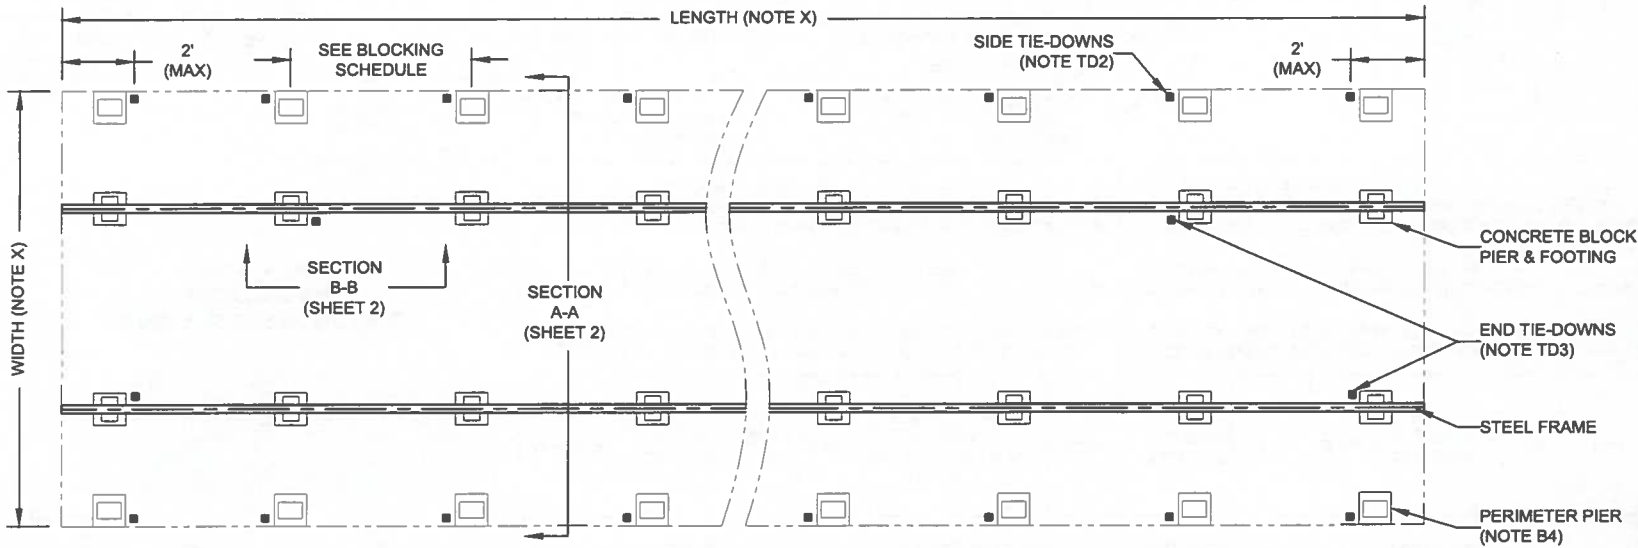 LENGTH (NOTE X)
2'
(MAX)
SEE BLOCKING
SCHEDULE
SIDE TIE-DOWNS
(NOTE TD2)
2'
(MAX)
WIDTH (NOTE X)
SECTION
B-B
(SHEET 2)
SECTION
A-A
(SHEET 2)
CONCRETE BLOCK
PIER & FOOTING
END TIE-DOWNS
(NOTE TD3)
STEEL FRAME
PERIMETER PIER
(NOTE B4)